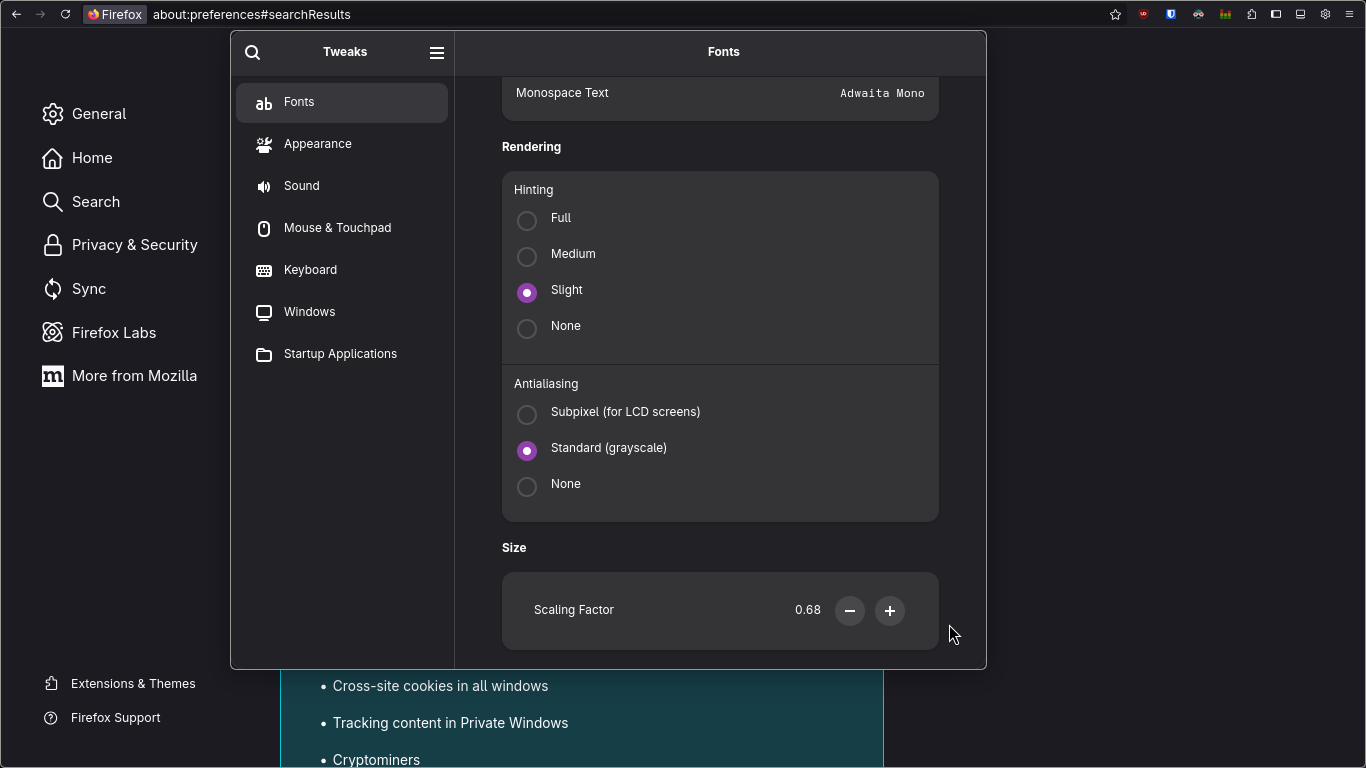 Firefox about:preferences#searchResults
Tweaks
Fonts
General
Home
Search
Privacy & Security
Sync
Firefox Labs
More from Mozilla
Extensions & Themes
Firefox Support
Fonts
Appearance
Sound
Mouse & Touchpad
Keyboard
Windows
Startup Applications
Monospace Text Adwaita Mono
Rendering
Hinting
Full
Medium
Slight
None
Antialiasing
Subpixel (for LCD screens)
Standard (grayscale)
None
Size
Scaling Factor 0.68
• Cross-site cookies in all windows
• Tracking content in Private Windows
• Cryptominers